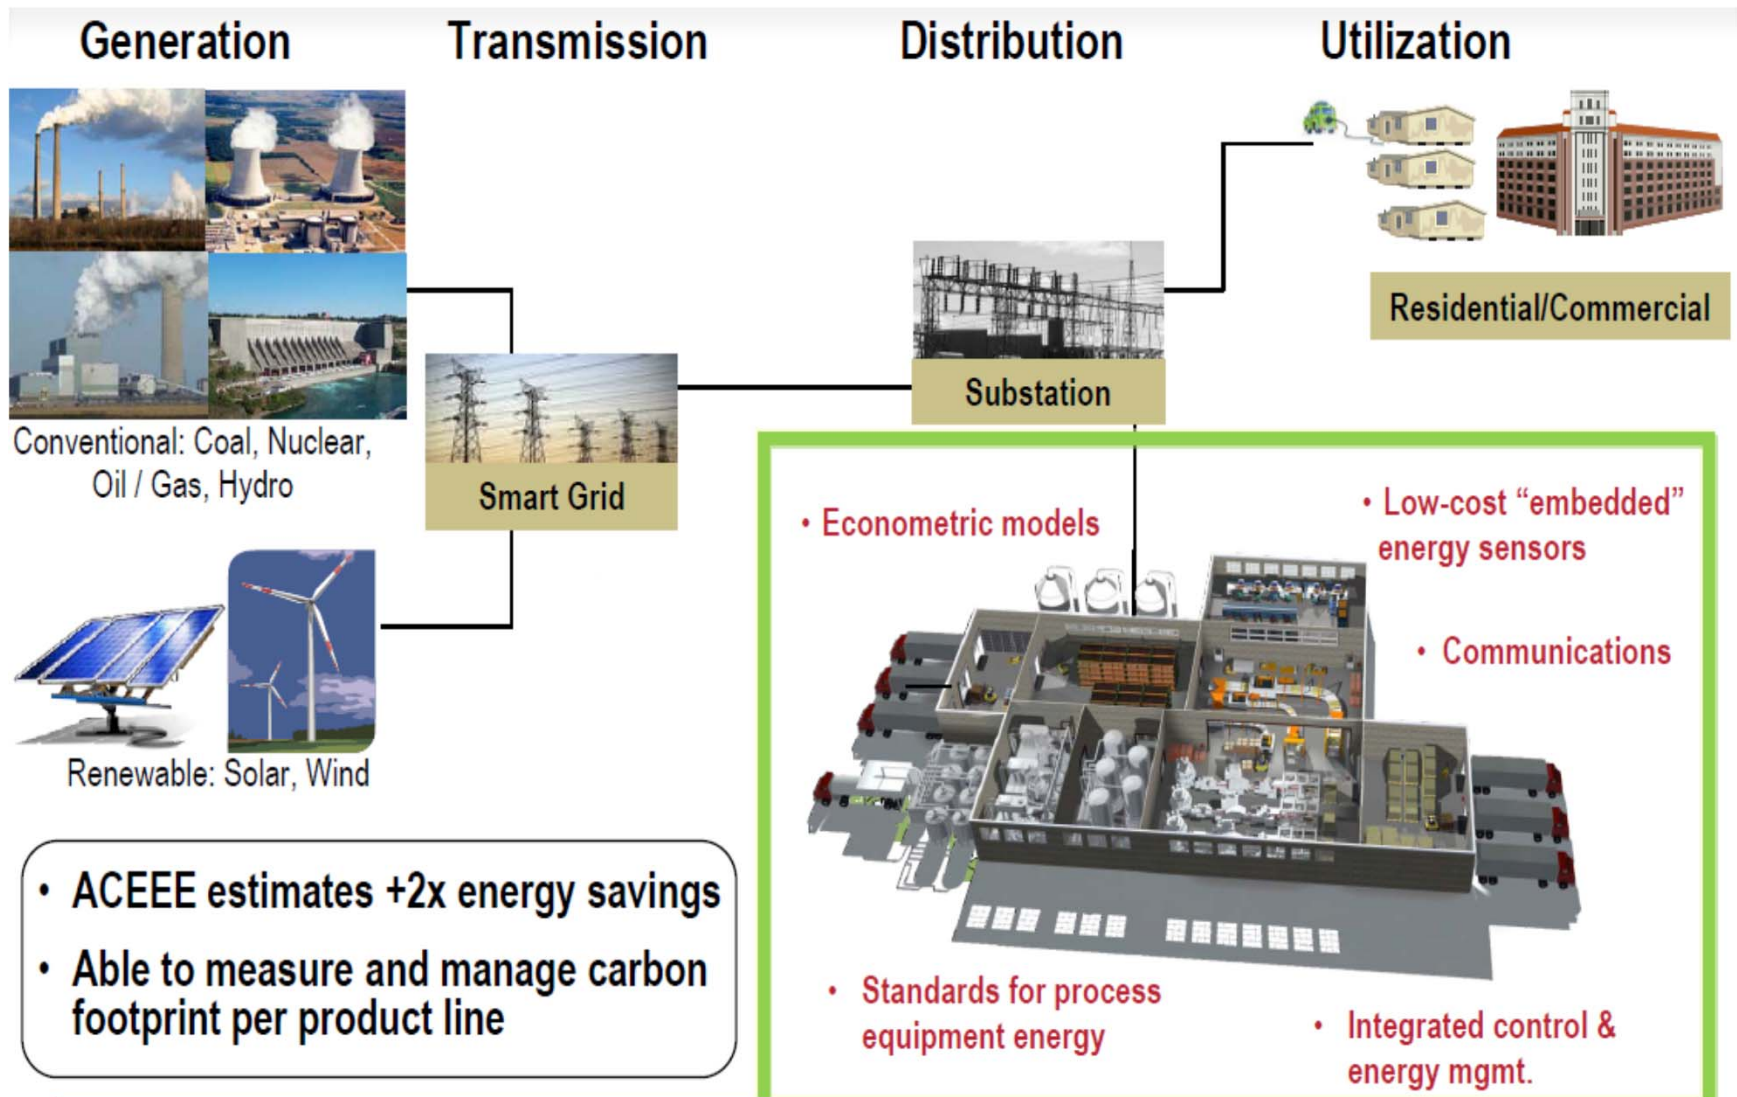 Generation
Transmission
Distribution
Utilization
Conventional: Coal, Nuclear,
Oil / Gas, Hydro
Smart Grid
Substation
Residential/Commercial
Renewable: Solar, Wind
• Econometric models
• Low-cost “embedded”
energy sensors
• Communications
• Standards for process
equipment energy
• Integrated control &
energy mgmt.
• ACEEE estimates +2x energy savings
• Able to measure and manage carbon
footprint per product line